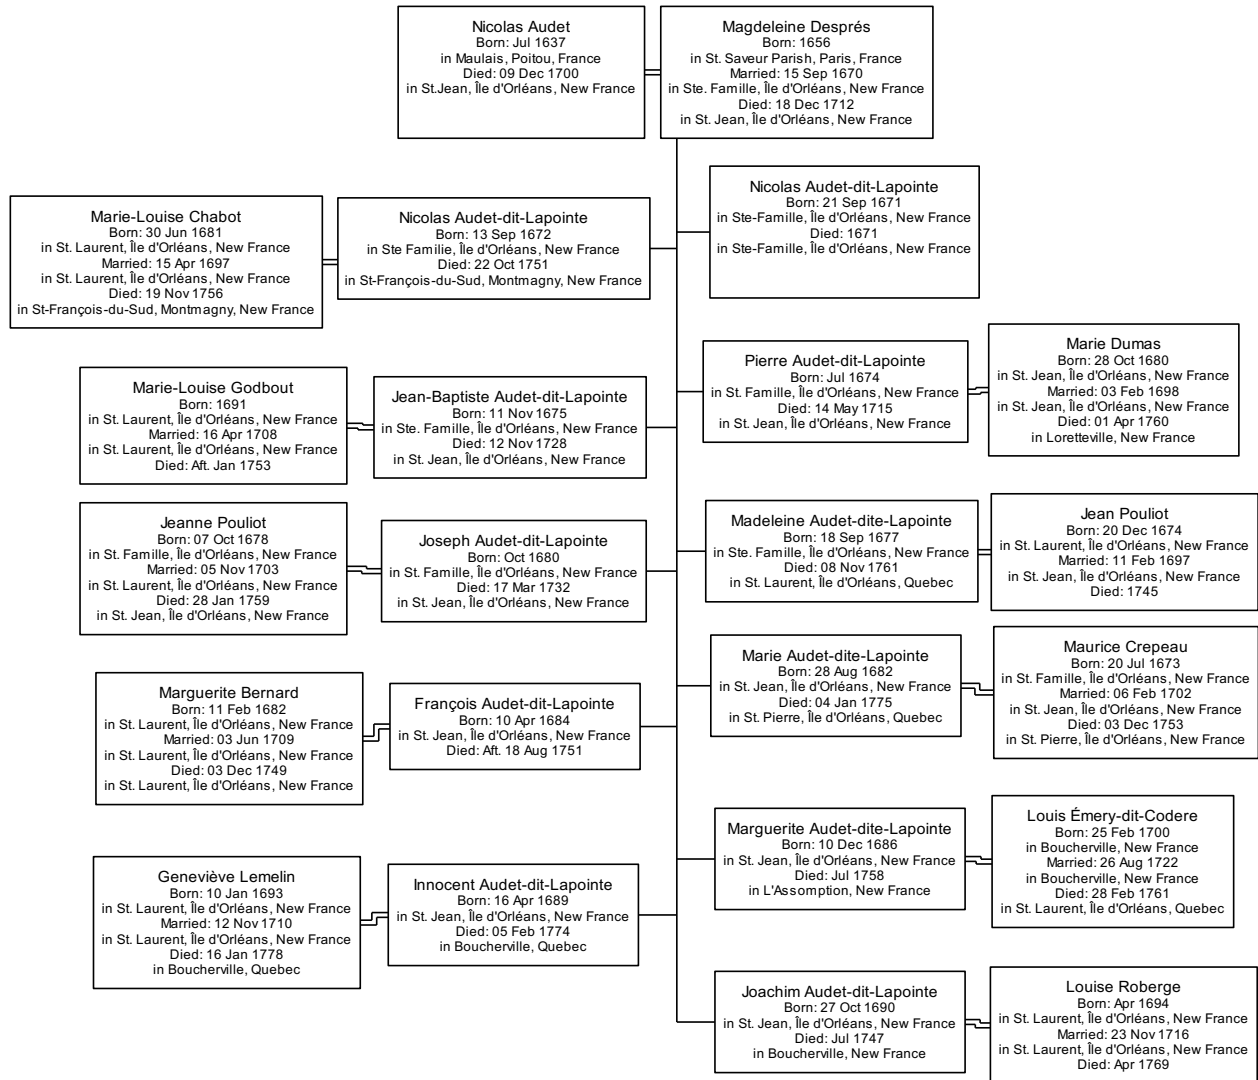 Nicolas Audet
Born: Jul 1637
in Maulais, Poitou, France
Died: 09 Dec 1700
in St.Jean, Île d'Orléans, New France
Magdeleine Després
Born: 1656
in St. Saveur Parish, Paris, France
Married: 15 Sep 1670
in Ste. Famille, Île d'Orléans, New France
Died: 18 Dec 1712
in St. Jean, Île d'Orléans, New France
Nicolas Audet-dit-Lapointe
Born: 21 Sep 1671
in Ste-Famille, Île d'Orléans, New France
Died: 1671
in Ste-Famille, Île d'Orléans, New France
Marie-Louise Chabot
Born: 30 Jun 1681
in St. Laurent, Île d'Orléans, New France
Married: 15 Apr 1697
in St. Laurent, Île d'Orléans, New France
Died: 19 Nov 1756
in St-François-du-Sud, Montmagny, New France
Nicolas Audet-dit-Lapointe
Born: 13 Sep 1672
in Ste Familie, Île d'Orléans, New France
Died: 22 Oct 1751
in St-François-du-Sud, Montmagny, New France
Pierre Audet-dit-Lapointe
Born: Jul 1674
in St. Famille, Île d'Orléans, New France
Died: 14 May 1715
in St. Jean, Île d'Orléans, New France
Marie Dumas
Born: 28 Oct 1680
in St. Jean, Île d'Orléans, New France
Married: 03 Feb 1698
in St. Jean, Île d'Orléans, New France
Died: 01 Apr 1760
in Loretteville, New France
Marie-Louise Godbout
Born: 1691
in St. Laurent, Île d'Orléans, New France
Married: 16 Apr 1708
in St. Laurent, Île d'Orléans, New France
Died: Aft. Jan 1753
Jean-Baptiste Audet-dit-Lapointe
Born: 11 Nov 1675
in Ste. Famille, Île d'Orléans, New France
Died: 12 Nov 1728
in St. Jean, Île d'Orléans, New France
Madeleine Audet-dite-Lapointe
Born: 18 Sep 1677
in Ste. Famille, Île d'Orléans, New France
Died: 08 Nov 1761
in St. Laurent, Île d'Orléans, Quebec
Jean Pouliot
Born: 20 Dec 1674
in St. Laurent, Île d'Orléans, New France
Married: 11 Feb 1697
in St. Jean, Île d'Orléans, New France
Died: 1745
Jeanne Pouliot
Born: 07 Oct 1678
in St. Famille, Île d'Orléans, New France
Married: 05 Nov 1703
in St. Laurent, Île d'Orléans, New France
Died: 28 Jan 1759
in St. Jean, Île d'Orléans, New France
Joseph Audet-dit-Lapointe
Born: Oct 1680
in St. Famille, Île d'Orléans, New France
Died: 17 Mar 1732
in St. Jean, Île d'Orléans, New France
Marie Audet-dite-Lapointe
Born: 28 Aug 1682
in St. Jean, Île d'Orléans, New France
Died: 04 Jan 1775
in St. Pierre, Île d'Orléans, Quebec
Maurice Crepeau
Born: 20 Jul 1673
in St. Famille, Île d'Orléans, New France
Married: 06 Feb 1702
in St. Jean, Île d'Orléans, New France
Died: 03 Dec 1753
in St. Pierre, Île d'Orléans, New France
Marguerite Bernard
Born: 11 Feb 1682
in St. Laurent, Île d'Orléans, New France
Married: 03 Jun 1709
in St. Laurent, Île d'Orléans, New France
Died: 03 Dec 1749
in St. Laurent, Île d'Orléans, New France
François Audet-dit-Lapointe
Born: 10 Apr 1684
in St. Jean, Île d'Orléans, New France
Died: Aft. 18 Aug 1751
Marguerite Audet-dite-Lapointe
Born: 10 Dec 1686
in St. Jean, Île d'Orléans, New France
Died: Jul 1758
in L'Assomption, New France
Louis Émery-dit-Codere
Born: 25 Feb 1700
in Boucherville, New France
Married: 26 Aug 1722
in Boucherville, New France
Died: 28 Feb 1761
in St. Laurent, Île d'Orléans, Quebec
Geneviève Lemelin
Born: 10 Jan 1693
in St. Laurent, Île d'Orléans, New France
Married: 12 Nov 1710
in St. Laurent, Île d'Orléans, New France
Died: 16 Jan 1778
in Boucherville, Quebec
Innocent Audet-dit-Lapointe
Born: 16 Apr 1689
in St. Jean, Île d'Orléans, New France
Died: 05 Feb 1774
in Boucherville, Quebec
Joachim Audet-dit-Lapointe
Born: 27 Oct 1690
in St. Jean, Île d'Orléans, New France
Died: Jul 1747
in Boucherville, New France
Louise Roberge
Born: Apr 1694
in St. Laurent, Île d'Orléans, New France
Married: 23 Nov 1716
in St. Laurent, Île d'Orléans, New France
Died: Apr 1769